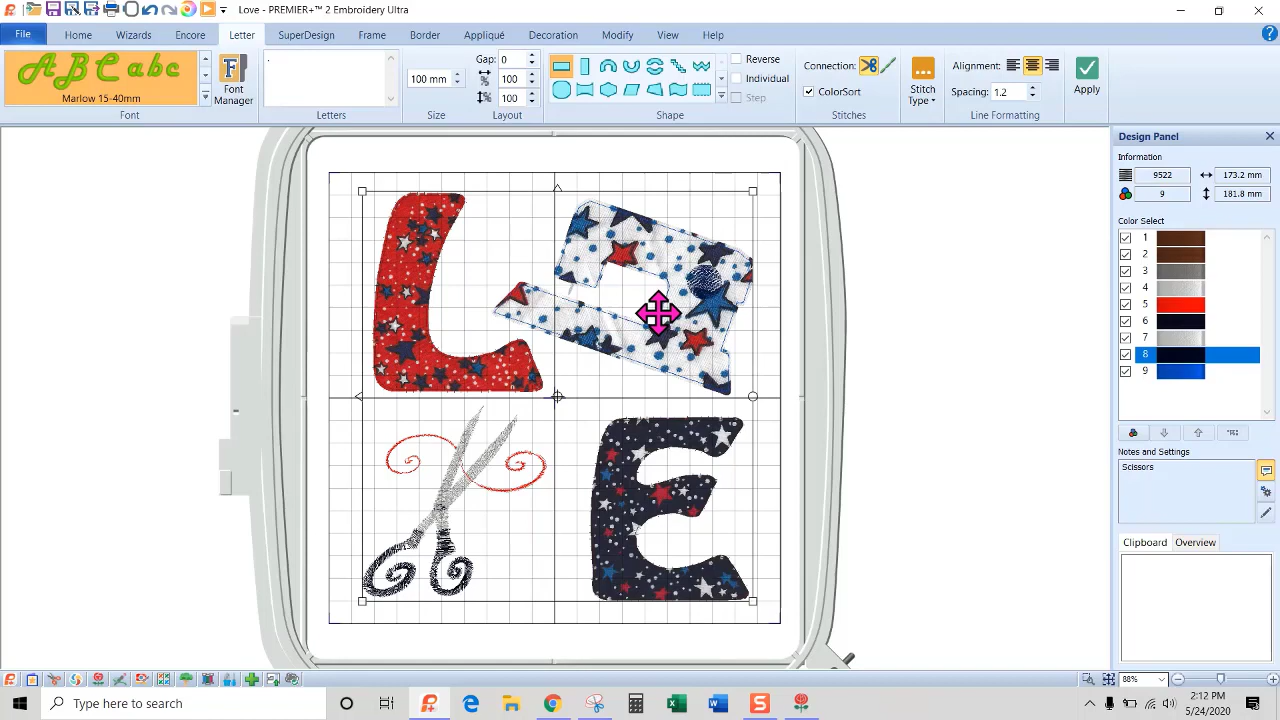 Love - PREMIER+™ 2 Embroidery Ultra
File Home Wizards Encore Letter SuperDesign Frame Border Appliqué Decoration Modify View Help
ABCabc
Marlow 15-40mm
Font
Font Manager
Letters
100 mm
Size
Gap: 0
% 100
% 100
Layout
Reverse
Individual
Step
Shape
Connection:
ColorSort
Stitches
Stitch Type
Alignment:
Spacing: 1.2
Line Formatting
Apply
L
E
Design Panel
Information
9522 173.2 mm
9 181.8 mm
Color Select
1
2
3
4
5
6
7
8
9
Notes and Settings
Scissors
Clipboard Overview
88%
Type here to search
2:12 PM
5/24/2020